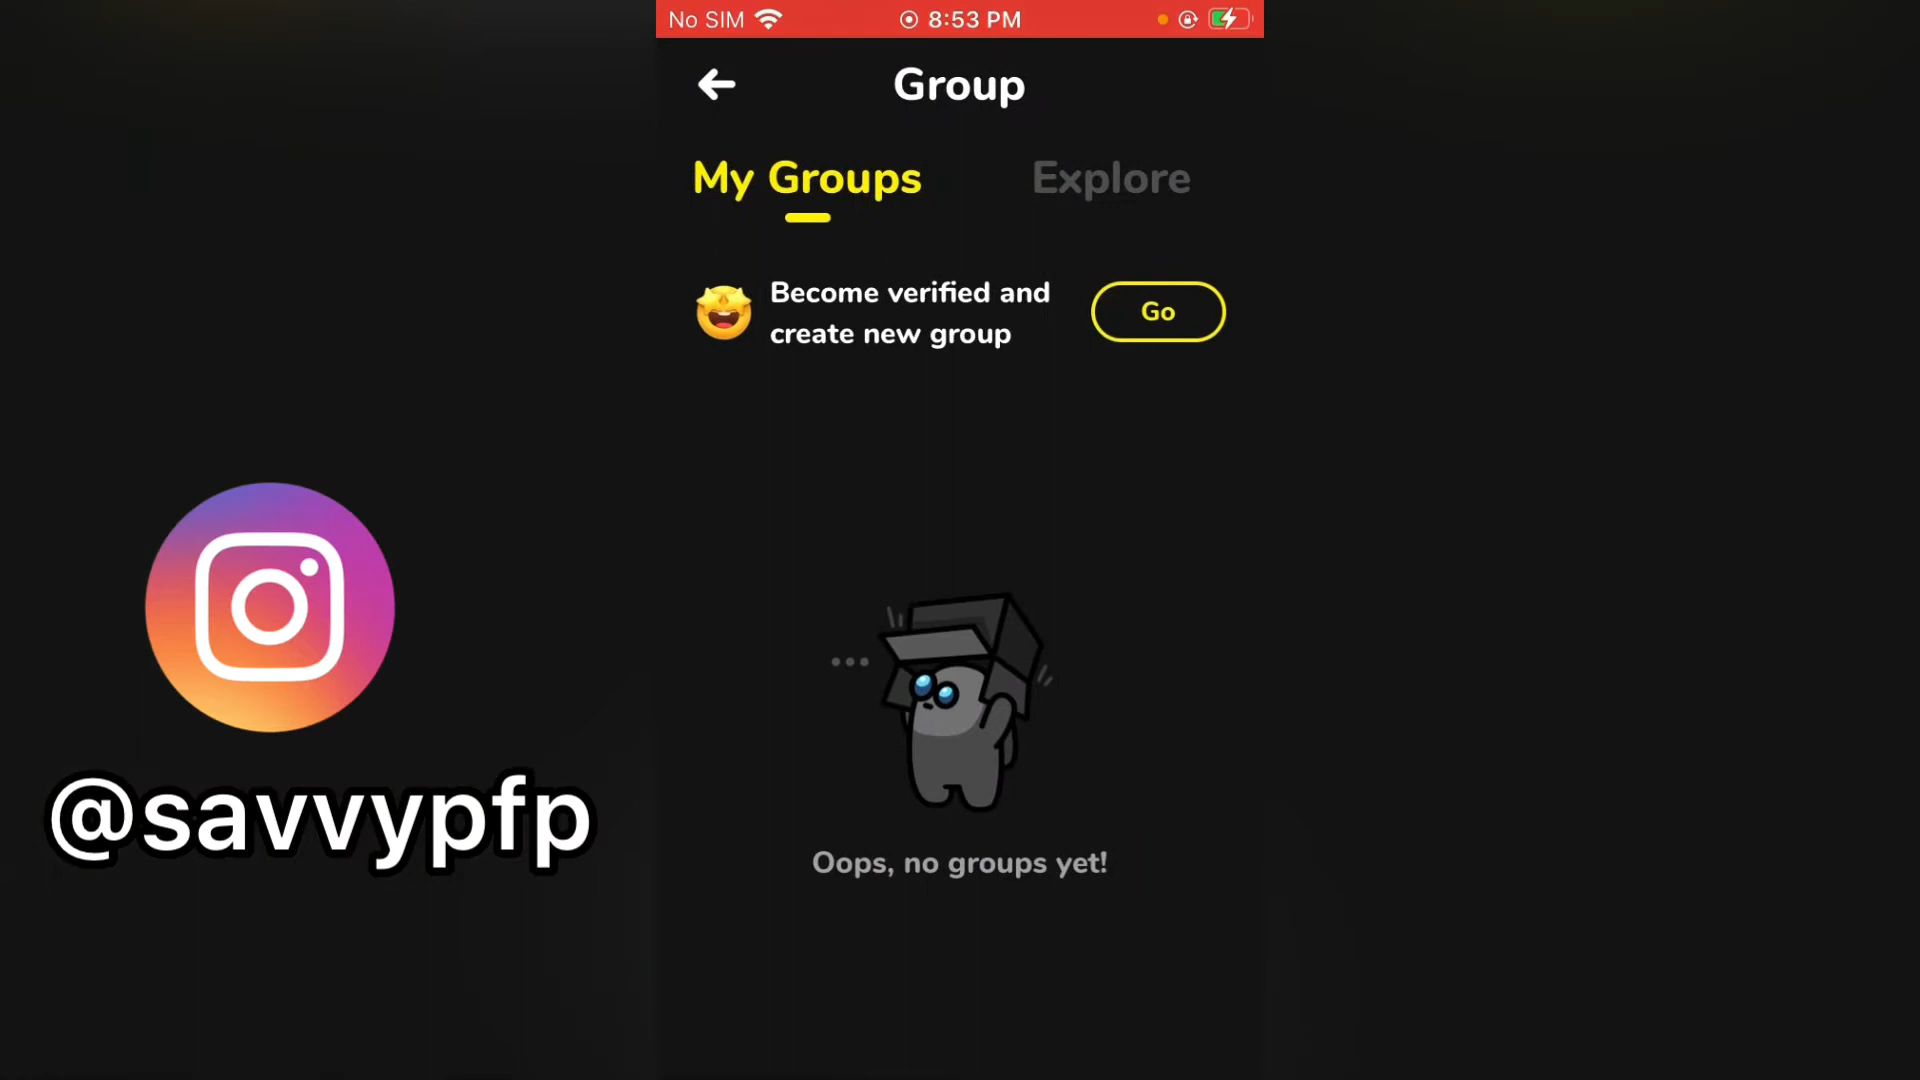 No SIM 8:53 PM
Group
My Groups Explore
Become verified and
create new group
Go
@savvypfp
Oops, no groups yet!